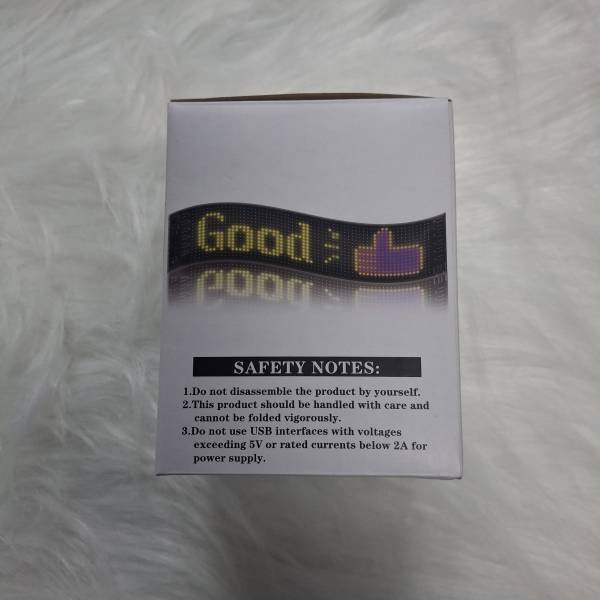 Good
SAFETY NOTES:
1.Do not disassemble the product by yourself.
2.This product should be handled with care and
cannot be folded vigorously.
3.Do not use USB interfaces with voltages
exceeding 5V or rated currents below 2A for
power supply.